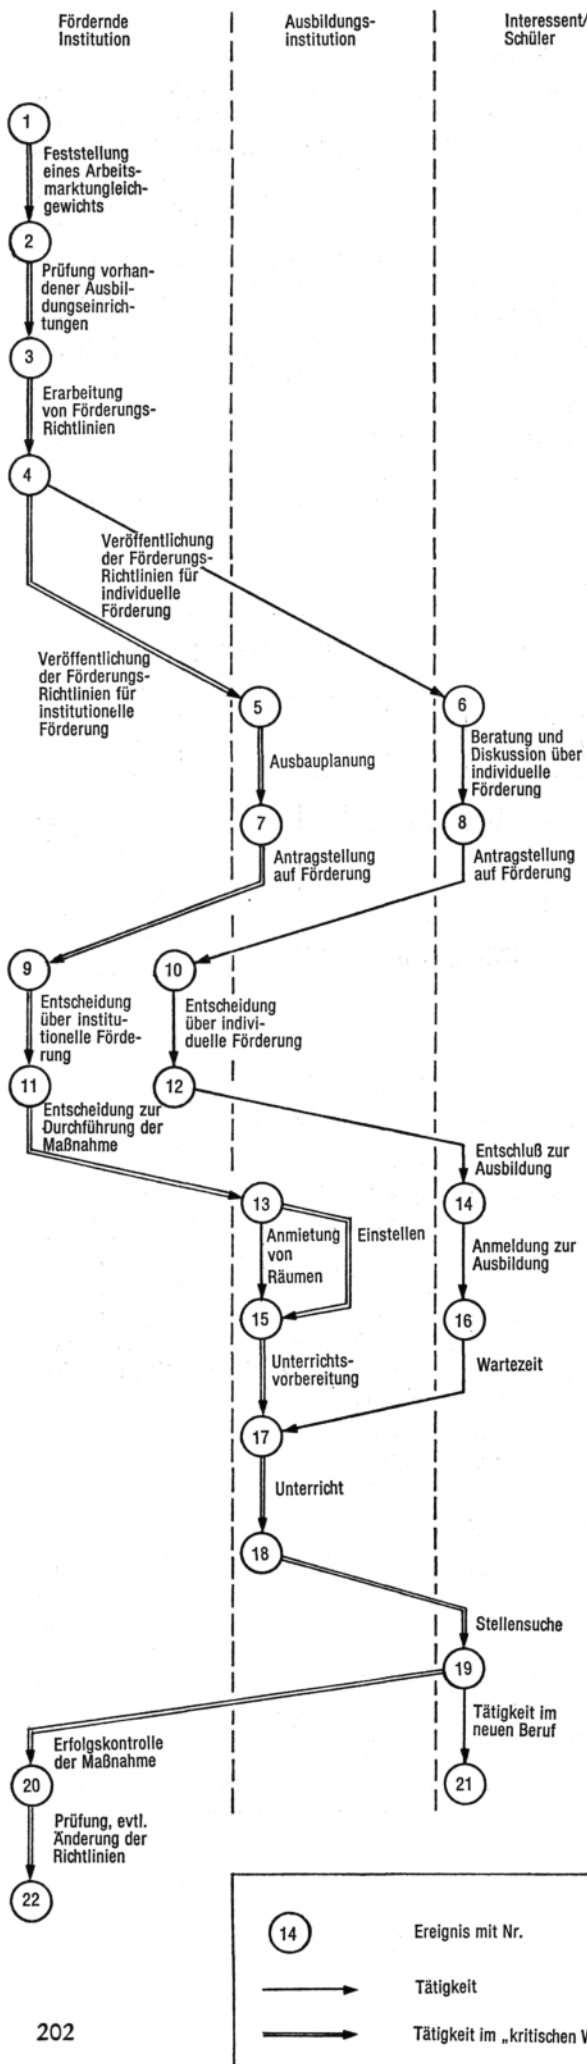 Fördernde
Institution
Ausbildungs-
institution
Interessent/
Schüler
1
Feststellung
eines Arbeits-
marktungleich-
gewichts
2
Prüfung vorhan-
dener Ausbil-
dungseinrich-
tungen
3
Erarbeitung
von Förderungs-
Richtlinien
4
Veröffentlichung
der Förderungs-
Richtlinien für
individuelle
Förderung
Veröffentlichung
der Förderungs-
Richtlinien für
institutionelle
Förderung
5
6
Ausbauplanung
Beratung und
Diskussion über
individuelle
Förderung
7
8
Antragstellung
auf Förderung
Antragstellung
auf Förderung
9
10
Entscheidung
über institu-
tionelle Förde-
rung
Entscheidung
über indivi-
duelle Förderung
11
12
Entscheidung zur
Durchführung der
Maßnahme
Entschluß zur
Ausbildung
13
14
Anmietung
von
Räumen
Einstellen
Anmeldung zur
Ausbildung
15
16
Unterrichts-
vorbereitung
Wartezeit
17
Unterricht
18
Stellensuche
19
Erfolgskontrolle
der Maßnahme
Tätigkeit im
neuen Beruf
20
21
Prüfung, evtl.
Änderung der
Richtlinien
22
14
Ereignis mit Nr.
Tätigkeit
Tätigkeit im „kritischen W
202